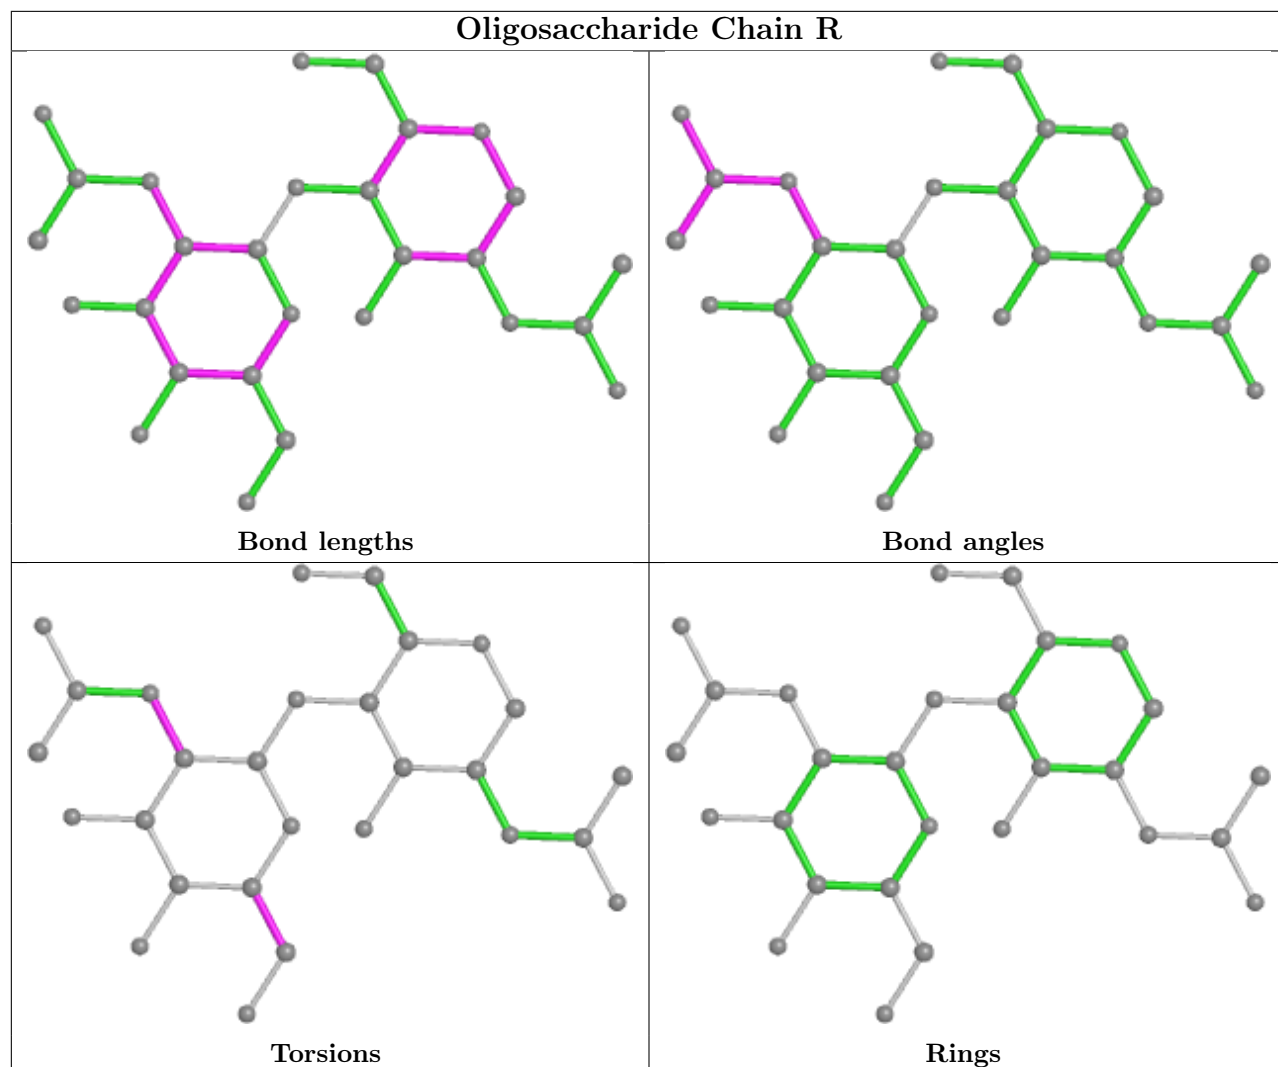 Oligosaccharide Chain R
Bond lengths
Bond angles
Torsions
Rings